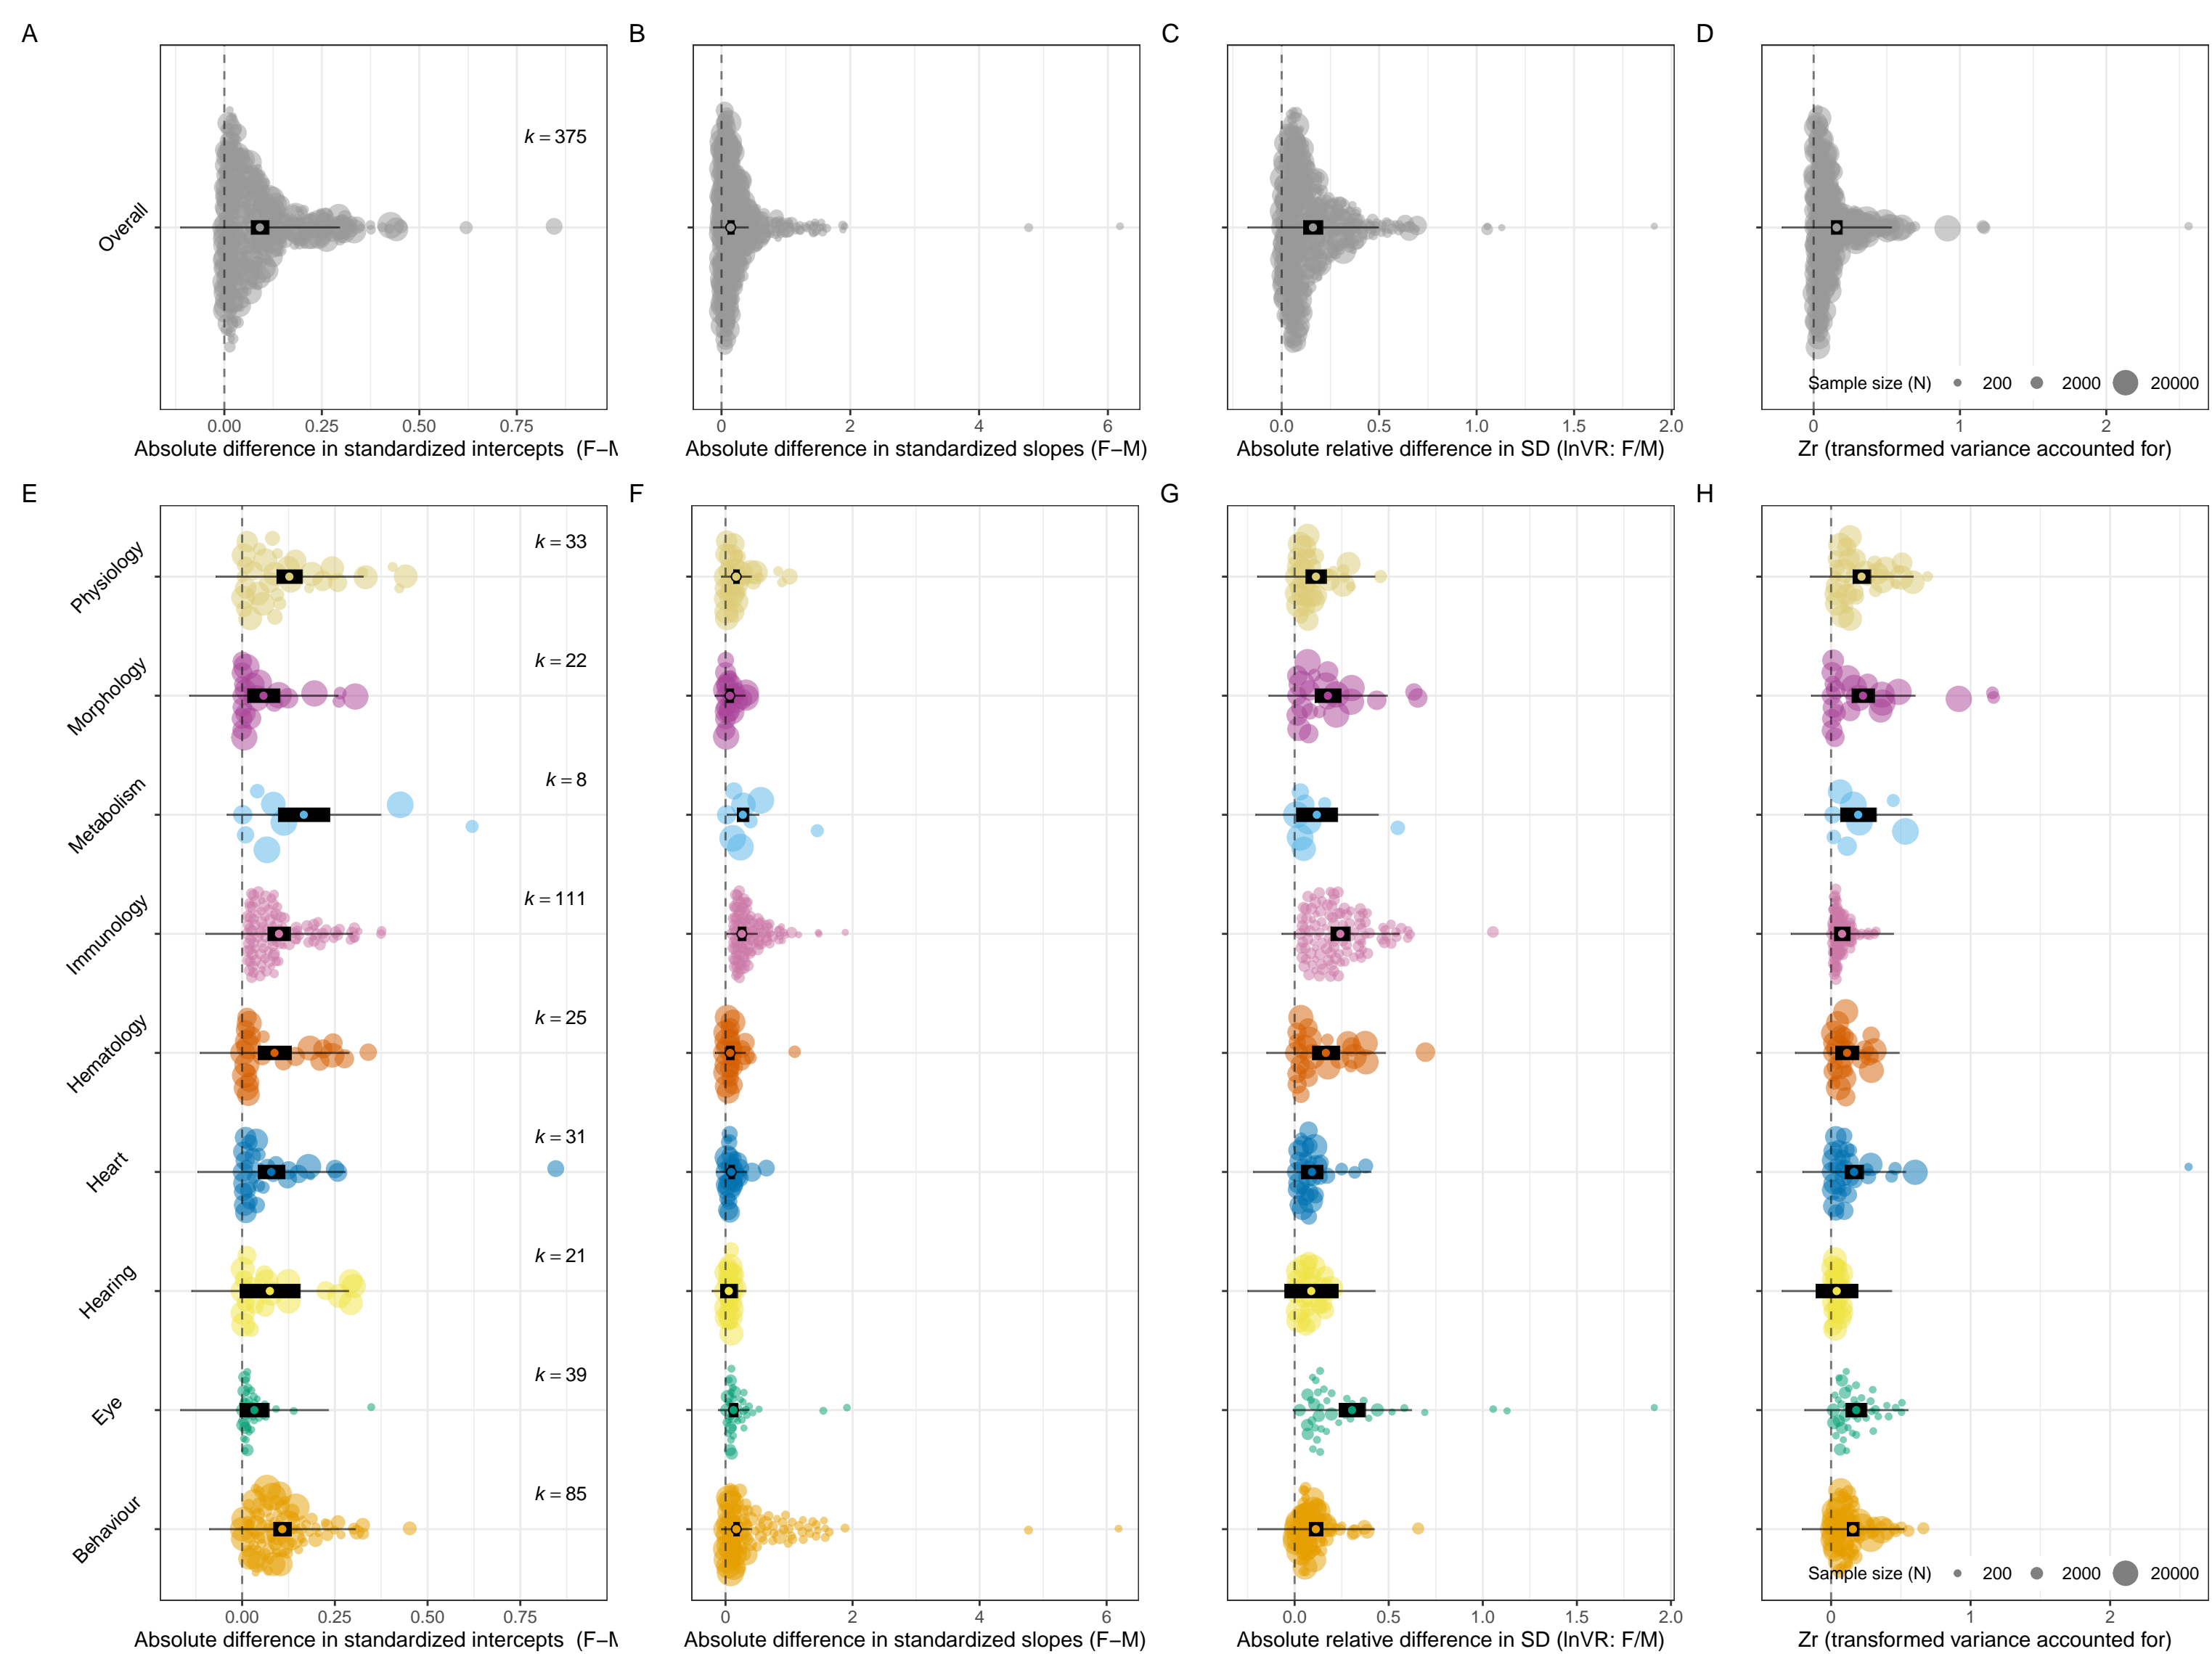 A
B
C
D
Overall
k = 375
Sample size (N) 200 2000 20000
0.00 0.25 0.50 0.75
0 2 4 6
0.0 0.5 1.0 1.5 2.0
0 1 2
Absolute difference in standardized intercepts (F−M
Absolute difference in standardized slopes (F−M)
Absolute relative difference in SD (lnVR: F/M)
Zr (transformed variance accounted for)
E
F
G
H
Physiology
k = 33
Morphology
k = 22
Metabolism
k = 8
Immunology
k = 111
Hematology
k = 25
Heart
k = 31
Hearing
k = 21
Eye
k = 39
Behaviour
k = 85
Sample size (N) 200 2000 20000
0.00 0.25 0.50 0.75
0 2 4 6
0.0 0.5 1.0 1.5 2.0
0 1 2
Absolute difference in standardized intercepts (F−M
Absolute difference in standardized slopes (F−M)
Absolute relative difference in SD (lnVR: F/M)
Zr (transformed variance accounted for)